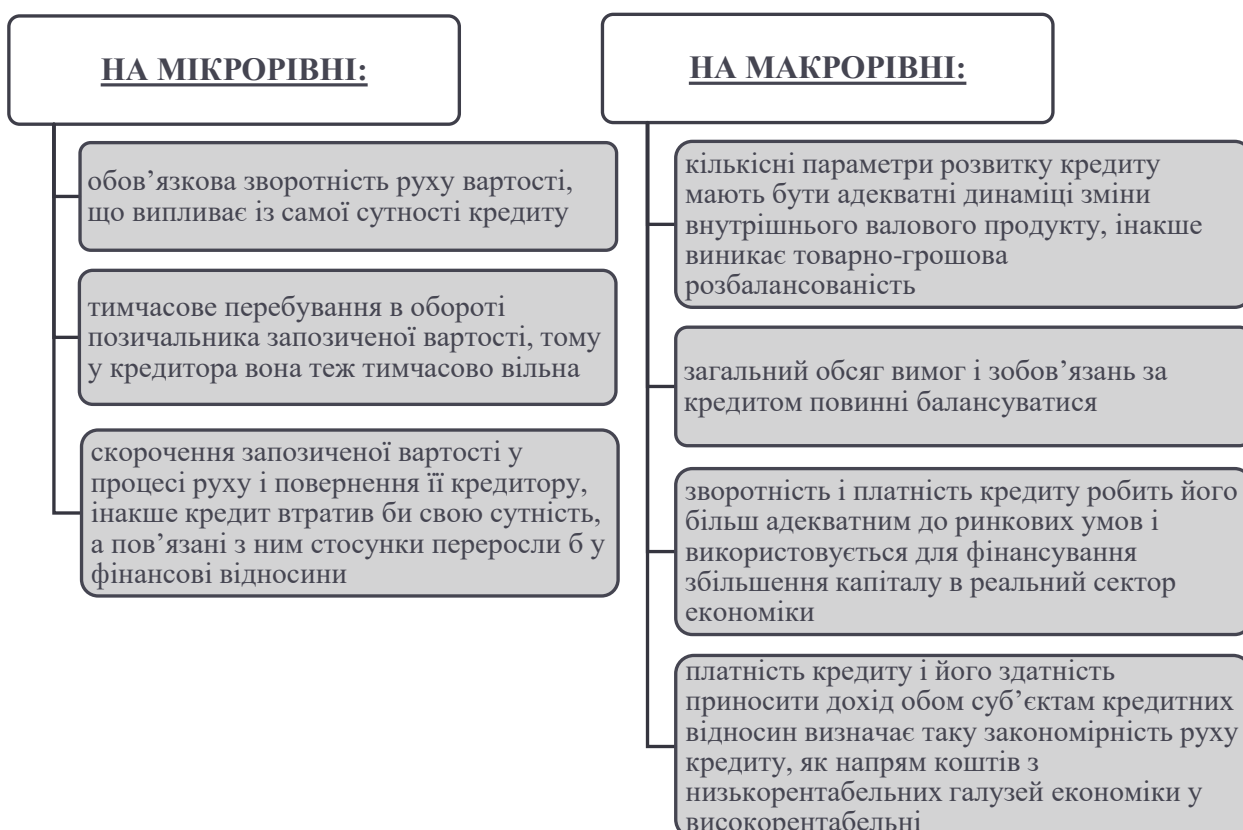 НА МІКРОРІВНІ:
обов’язкова зворотність руху вартості,
що випливає із самої сутності кредиту
тимчасове перебування в обороті
позичальника запозиченої вартості, тому
у кредитора вона теж тимчасово вільна
скорочення запозиченої вартості у
процесі руху і повернення її кредитору,
інакше кредит втратив би свою сутність,
а пов’язані з ним стосунки переросли б у
фінансові відносини
НА МАКРОРІВНІ:
кількісні параметри розвитку кредиту
мають бути адекватні динаміці зміни
внутрішнього валового продукту, інакше
виникає товарно-грошова
розбалансованість
загальний обсяг вимог і зобов’язань за
кредитом повинні балансуватися
зворотність і платність кредиту робить його
більш адекватним до ринкових умов і
використовується для фінансування
збільшення капіталу в реальний сектор
економіки
платність кредиту і його здатність
приносити дохід обом суб’єктам кредитних
відносин визначає таку закономірність руху
кредиту, як напрям коштів з
низькорентабельних галузей економіки у
високорентабельні